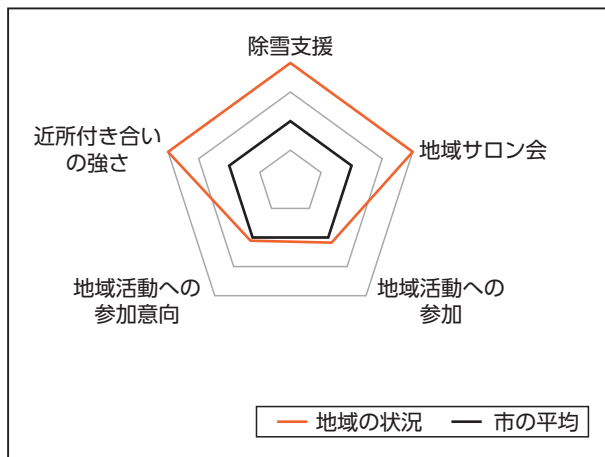 除雪支援
近所付き合い
の強さ
地域サロン会
地域活動への
参加意向
地域活動への
参加
地域の状況
市の平均